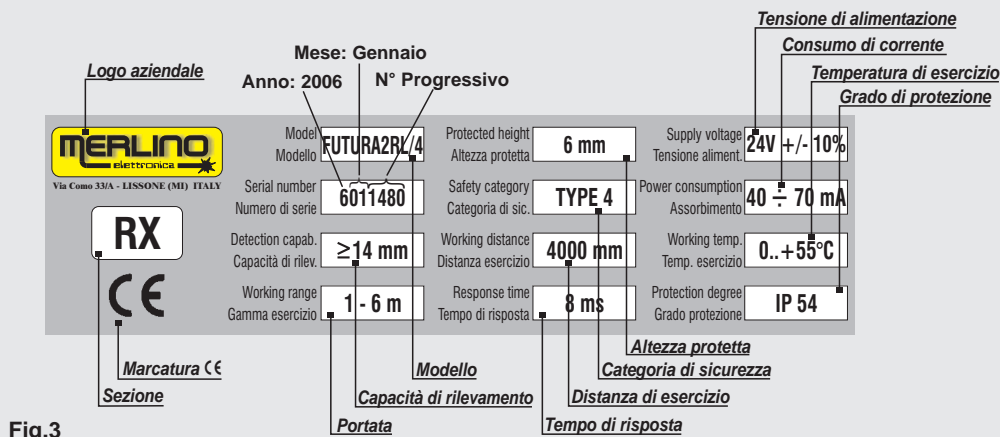 Tensione di alimentazione
Consumo di corrente
Mese: Gennaio
Logo aziendale
Temperatura di esercizio
Anno: 2006
N° Progressivo
Grado di protezione
MERLINO
elettronica
Via Como 33/A - LISSONE (MI) ITALY
RX
CE
Model
Modello
FUTURA2RL/4
Serial number
Numero di serie
6011480
Detection capab.
Capacità di rilev.
≥14 mm
Working range
Gamma esercizio
1 - 6 m
Protected height
Altezza protetta
6 mm
Safety category
Categoria di sic.
TYPE 4
Working distance
Distanza esercizio
4000 mm
Response time
Tempo di risposta
8 ms
Supply voltage
Tensione aliment.
24V +/- 10%
Power consumption
Assorbimento
40 ÷ 70 mA
Working temp.
Temp. esercizio
0..+55°C
Protection degree
Grado protezione
IP 54
Altezza protetta
Marcatura CE
Modello
Categoria di sicurezza
Sezione
Capacità di rilevamento
Distanza di esercizio
Portata
Tempo di risposta
Fig.3